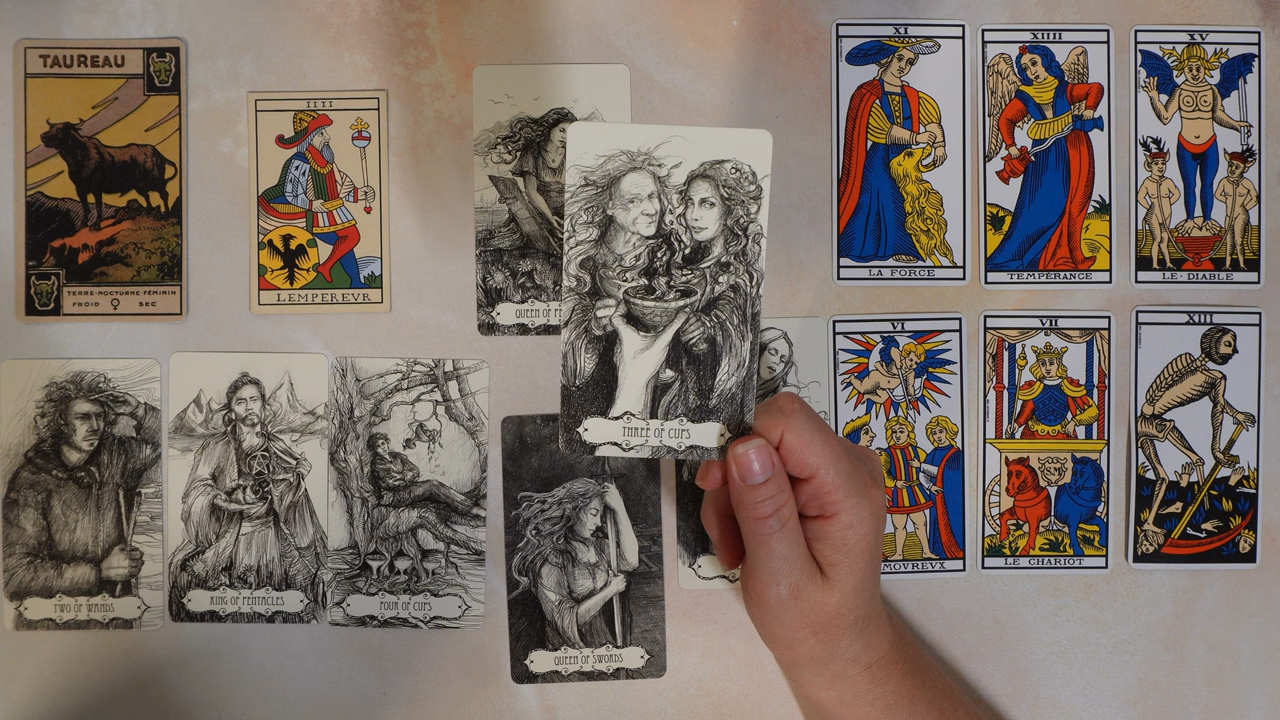 TAUREAU
TERRE-NOCTURNE-FÉMININ
FROID ♀ SEC
IIII
LEMPEREVR
QUEEN OF
THREE OF CUPS
XI
LA FORCE
XIIII
TEMPÉRANCE
XV
LE·DIABLE
TWO OF WANDS
KING OF PENTACLES
FOUR OF CUPS
QUEEN OF SWORDS
VI
MOVREVX
VII
SM
LE CHARIOT
XIII